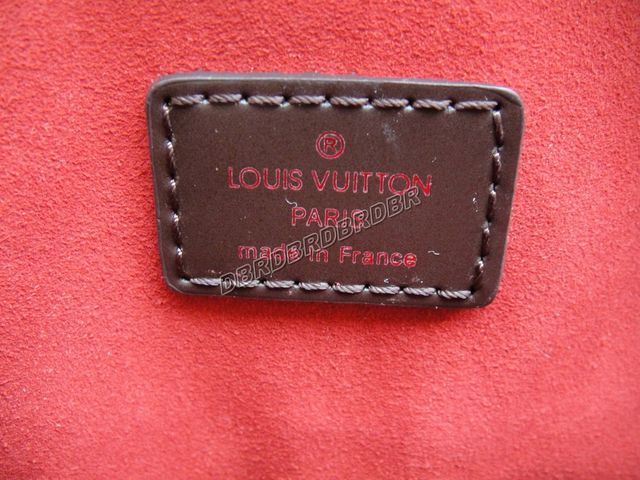 ®
LOUIS VUITTON
PARIS
made in France
DBRDBRDBRDBR